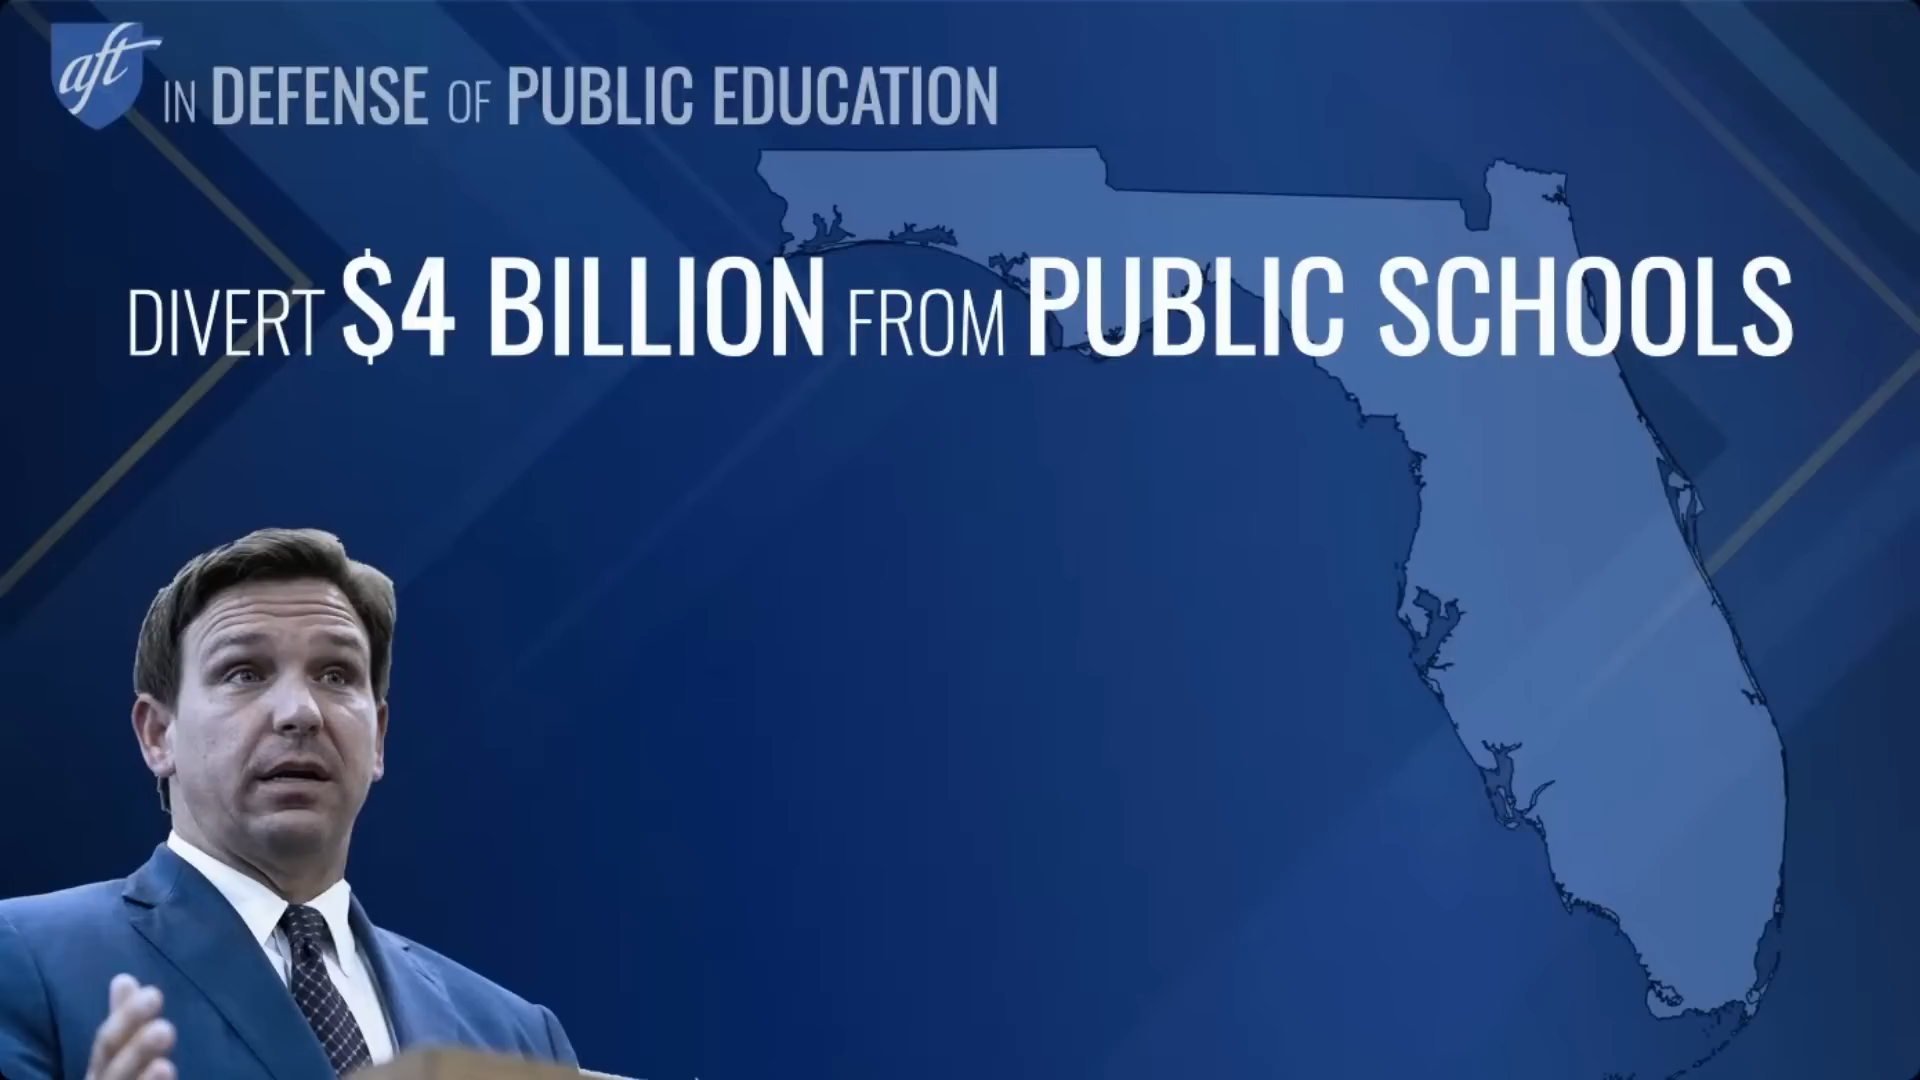 aft
IN DEFENSE OF PUBLIC EDUCATION
DIVERT $4 BILLION FROM PUBLIC SCHOOLS